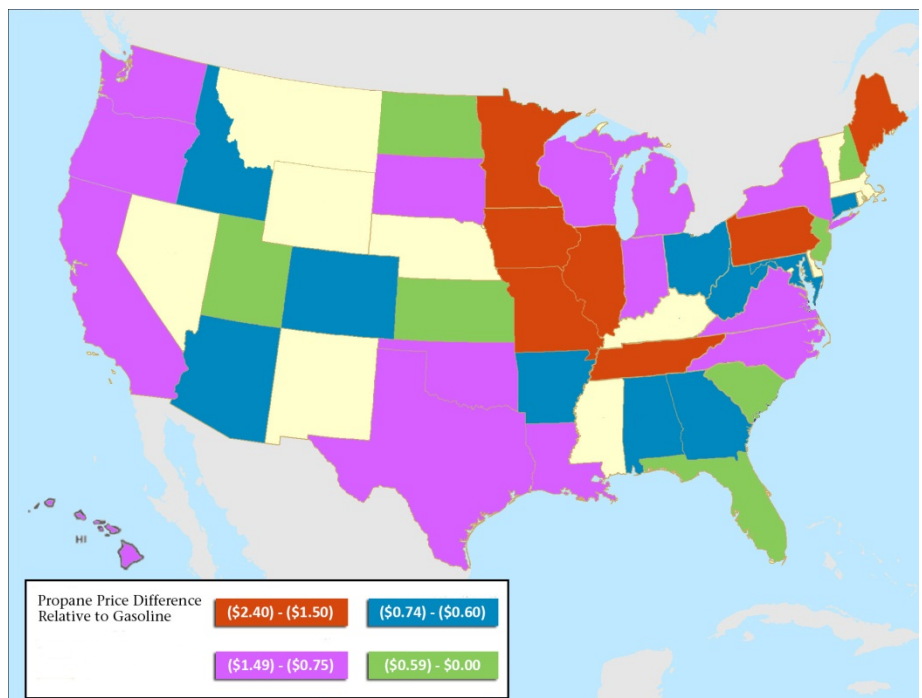 HI
Propane Price Difference
Relative to Gasoline
($2.40) - ($1.50)
($0.74) - ($0.60)
($1.49) - ($0.75)
($0.59) - $0.00